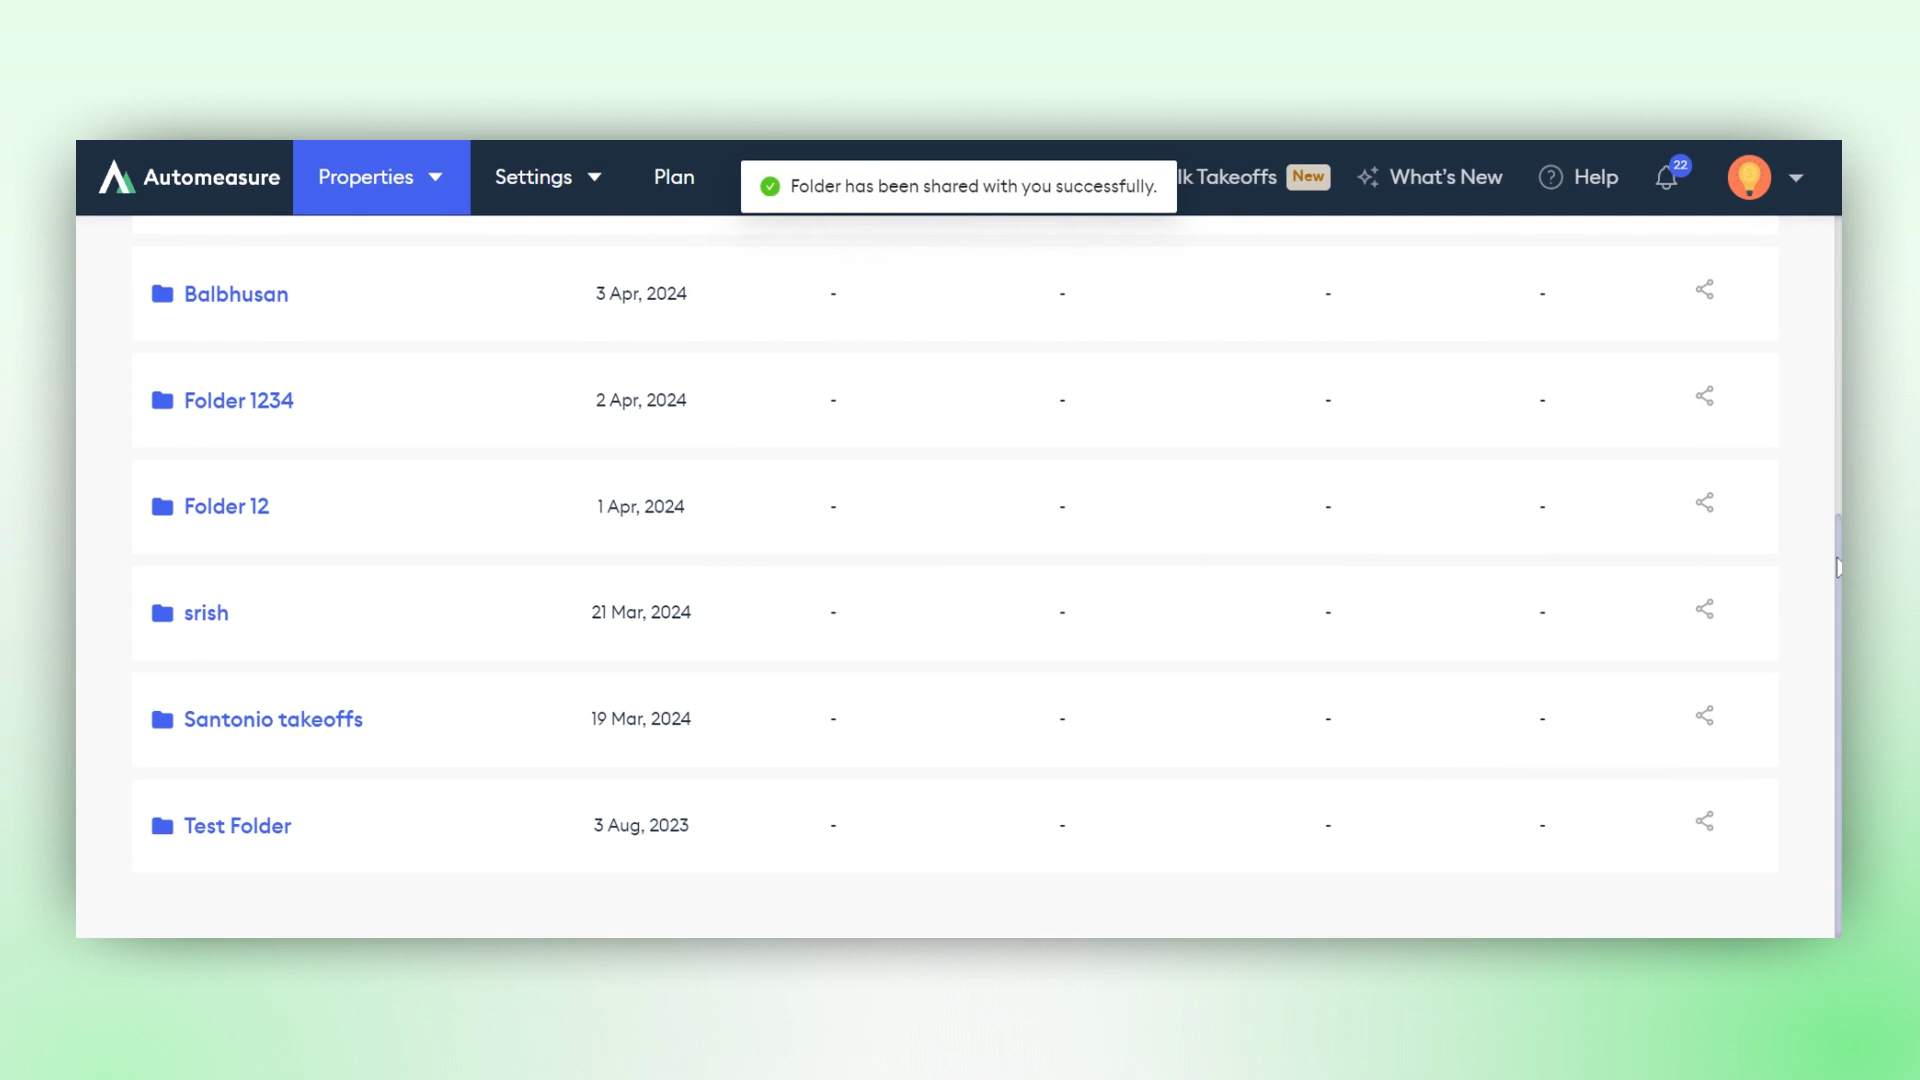 Automeasure Properties Settings Plan Folder has been shared with you successfully. lk Takeoffs New What's New ? Help 22
Balbhusan 3 Apr, 2024 - - - -
Folder 1234 2 Apr, 2024 - - - -
Folder 12 1 Apr, 2024 - - - -
srish 21 Mar, 2024 - - - -
Santonio takeoffs 19 Mar, 2024 - - - -
Test Folder 3 Aug, 2023 - - - -